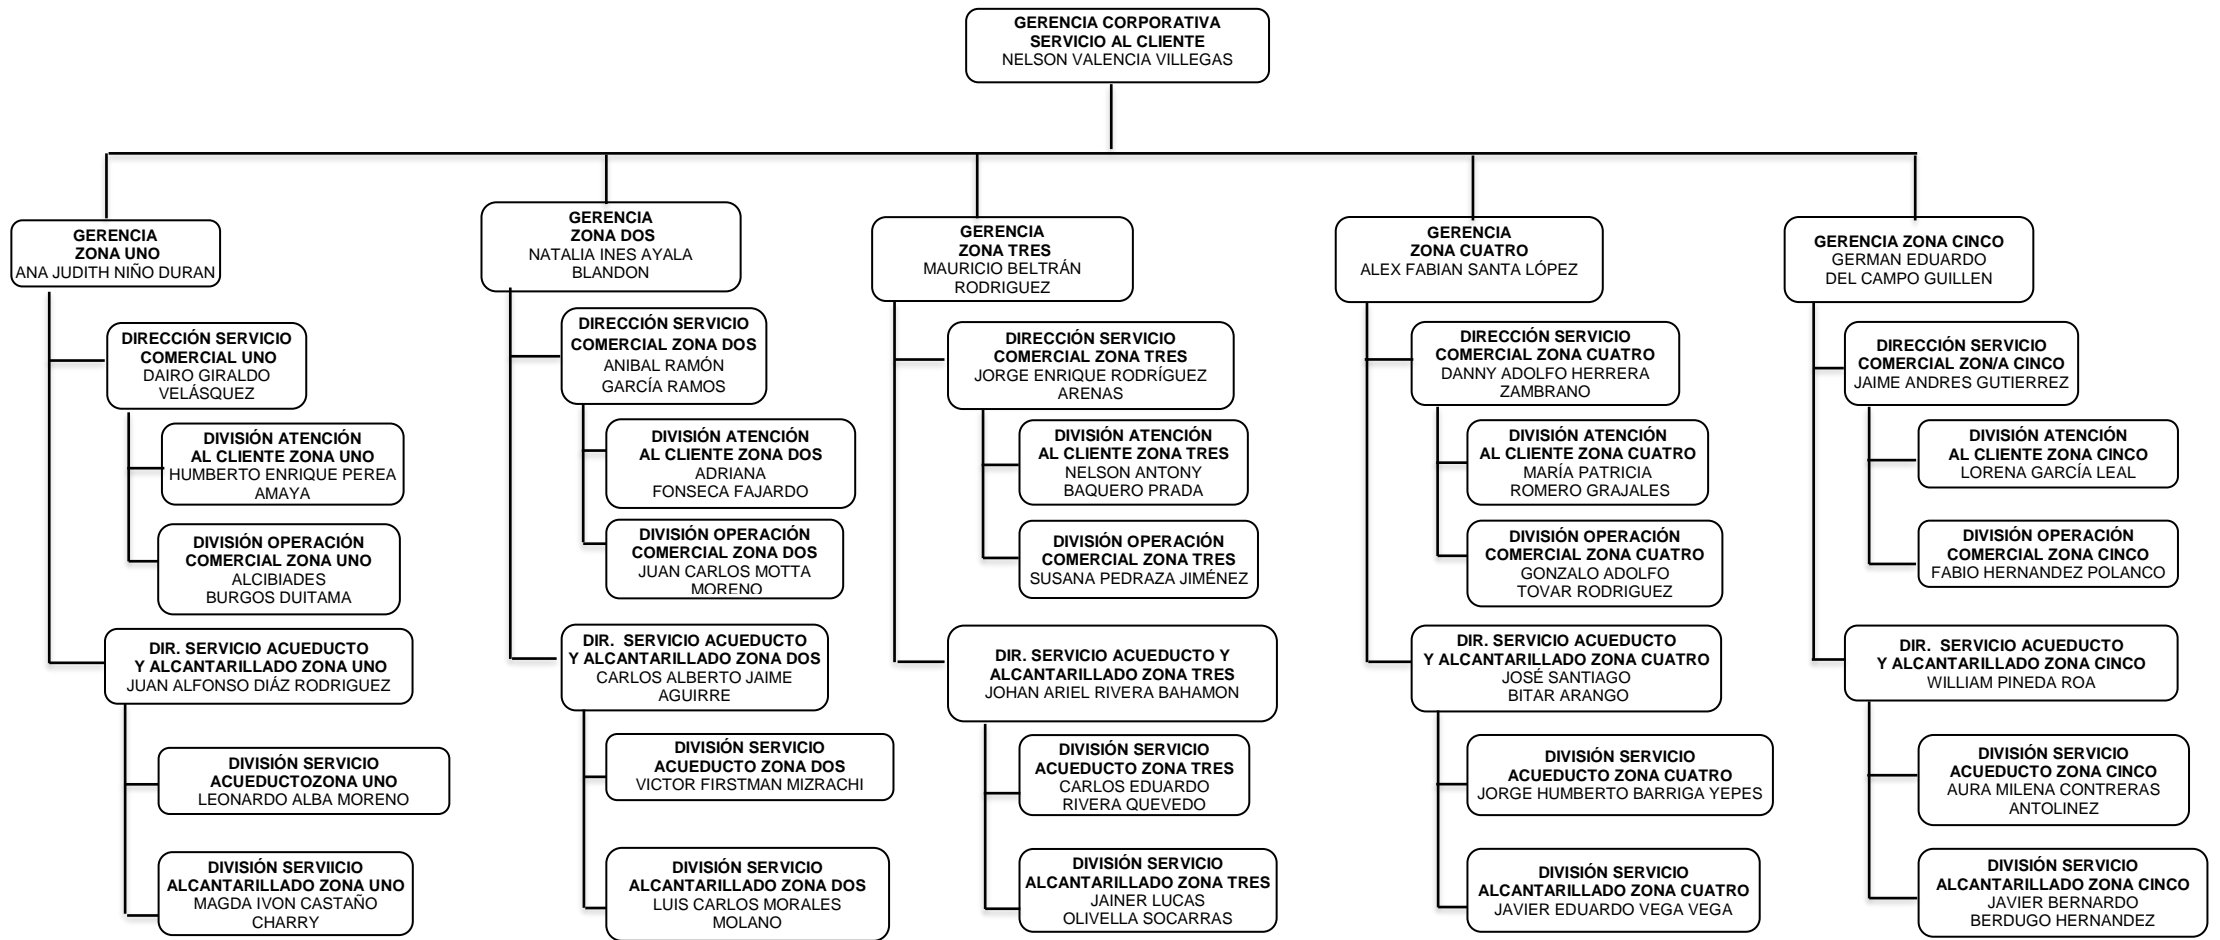 GERENCIA CORPORATIVA
SERVICIO AL CLIENTE
NELSON VALENCIA VILLEGAS
GERENCIA
ZONA UNO
ANA JUDITH NIÑO DURAN
DIRECCIÓN SERVICIO
COMERCIAL UNO
DAIRO GIRALDO
VELÁSQUEZ
DIVISIÓN ATENCIÓN
AL CLIENTE ZONA UNO
HUMBERTO ENRIQUE PEREA
AMAYA
DIVISIÓN OPERACIÓN
COMERCIAL ZONA UNO
ALCIBIADES
BURGOS DUITAMA
DIR. SERVICIO ACUEDUCTO
Y ALCANTARILLADO ZONA UNO
JUAN ALFONSO DIÁZ RODRIGUEZ
DIVISIÓN SERVICIO
ACUEDUCTOZONA UNO
LEONARDO ALBA MORENO
DIVISIÓN SERVIICIO
ALCANTARILLADO ZONA UNO
MAGDA IVON CASTAÑO
CHARRY
GERENCIA
ZONA DOS
NATALIA INES AYALA
BLANDON
DIRECCIÓN SERVICIO
COMERCIAL ZONA DOS
ANIBAL RAMÓN
GARCÍA RAMOS
DIVISIÓN ATENCIÓN
AL CLIENTE ZONA DOS
ADRIANA
FONSECA FAJARDO
DIVISIÓN OPERACIÓN
COMERCIAL ZONA DOS
JUAN CARLOS MOTTA
MORENO
DIR. SERVICIO ACUEDUCTO
Y ALCANTARILLADO ZONA DOS
CARLOS ALBERTO JAIME
AGUIRRE
DIVISIÓN SERVICIO
ACUEDUCTO ZONA DOS
VICTOR FIRSTMAN MIZRACHI
DIVISIÓN SERVICIO
ALCANTARILLADO ZONA DOS
LUIS CARLOS MORALES
MOLANO
GERENCIA
ZONA TRES
MAURICIO BELTRÁN
RODRIGUEZ
DIRECCIÓN SERVICIO
COMERCIAL ZONA TRES
JORGE ENRIQUE RODRÍGUEZ
ARENAS
DIVISIÓN ATENCIÓN
AL CLIENTE ZONA TRES
NELSON ANTONY
BAQUERO PRADA
DIVISIÓN OPERACIÓN
COMERCIAL ZONA TRES
SUSANA PEDRAZA JIMÉNEZ
DIR. SERVICIO ACUEDUCTO Y
ALCANTARILLADO ZONA TRES
JOHAN ARIEL RIVERA BAHAMON
DIVISIÓN SERVICIO
ACUEDUCTO ZONA TRES
CARLOS EDUARDO
RIVERA QUEVEDO
DIVISIÓN SERVICIO
ALCANTARILLADO ZONA TRES
JAINER LUCAS
OLIVELLA SOCARRAS
GERENCIA
ZONA CUATRO
ALEX FABIAN SANTA LÓPEZ
DIRECCIÓN SERVICIO
COMERCIAL ZONA CUATRO
DANNY ADOLFO HERRERA
ZAMBRANO
DIVISIÓN ATENCIÓN
AL CLIENTE ZONA CUATRO
MARÍA PATRICIA
ROMERO GRAJALES
DIVISIÓN OPERACIÓN
COMERCIAL ZONA CUATRO
GONZALO ADOLFO
TOVAR RODRIGUEZ
DIR. SERVICIO ACUEDUCTO
Y ALCANTARILLADO ZONA CUATRO
JOSÉ SANTIAGO
BITAR ARANGO
DIVISIÓN SERVICIO
ACUEDUCTO ZONA CUATRO
JORGE HUMBERTO BARRIGA YEPES
DIVISIÓN SERVICIO
ALCANTARILLADO ZONA CUATRO
JAVIER EDUARDO VEGA VEGA
GERENCIA ZONA CINCO
GERMAN EDUARDO
DEL CAMPO GUILLEN
DIRECCIÓN SERVICIO
COMERCIAL ZON/A CINCO
JAIME ANDRES GUTIERREZ
DIVISIÓN ATENCIÓN
AL CLIENTE ZONA CINCO
LORENA GARCÍA LEAL
DIVISIÓN OPERACIÓN
COMERCIAL ZONA CINCO
FABIO HERNANDEZ POLANCO
DIR. SERVICIO ACUEDUCTO
Y ALCANTARILLADO ZONA CINCO
WILLIAM PINEDA ROA
DIVISIÓN SERVICIO
ACUEDUCTO ZONA CINCO
AURA MILENA CONTRERAS
ANTOLINEZ
DIVISIÓN SERVICIO
ALCANTARILLADO ZONA CINCO
JAVIER BERNARDO
BERDUGO HERNANDEZ